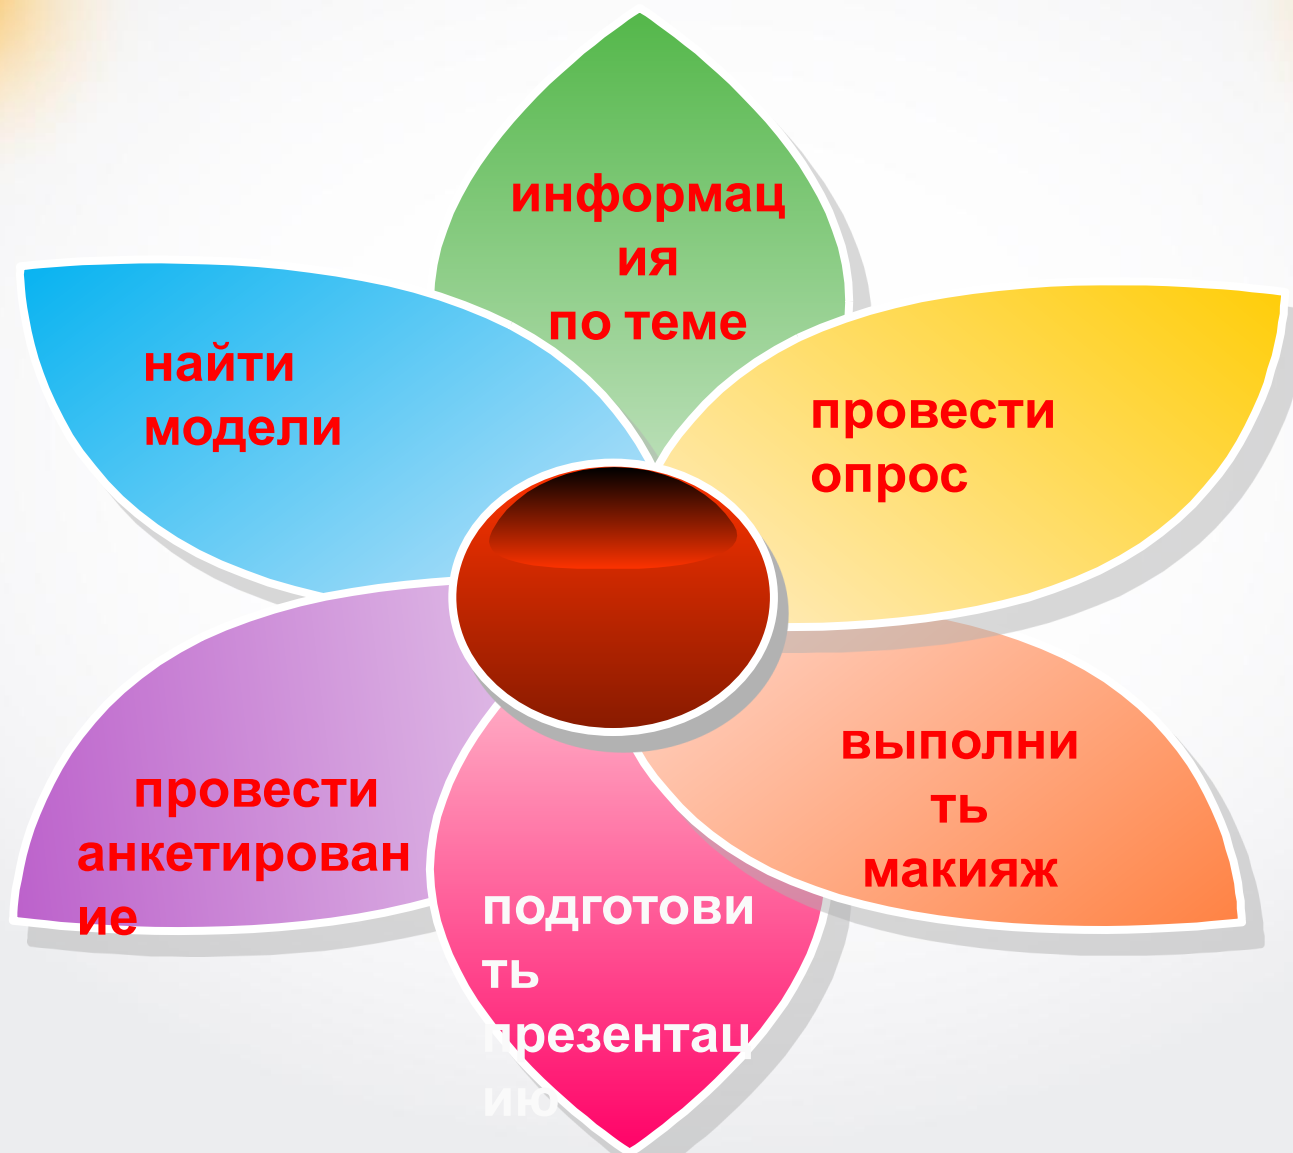 информац
ия
по теме
найти
модели
провести
опрос
выполни
ть
макияж
провести
анкетирован
ие
подготови
ть
презентац
ию